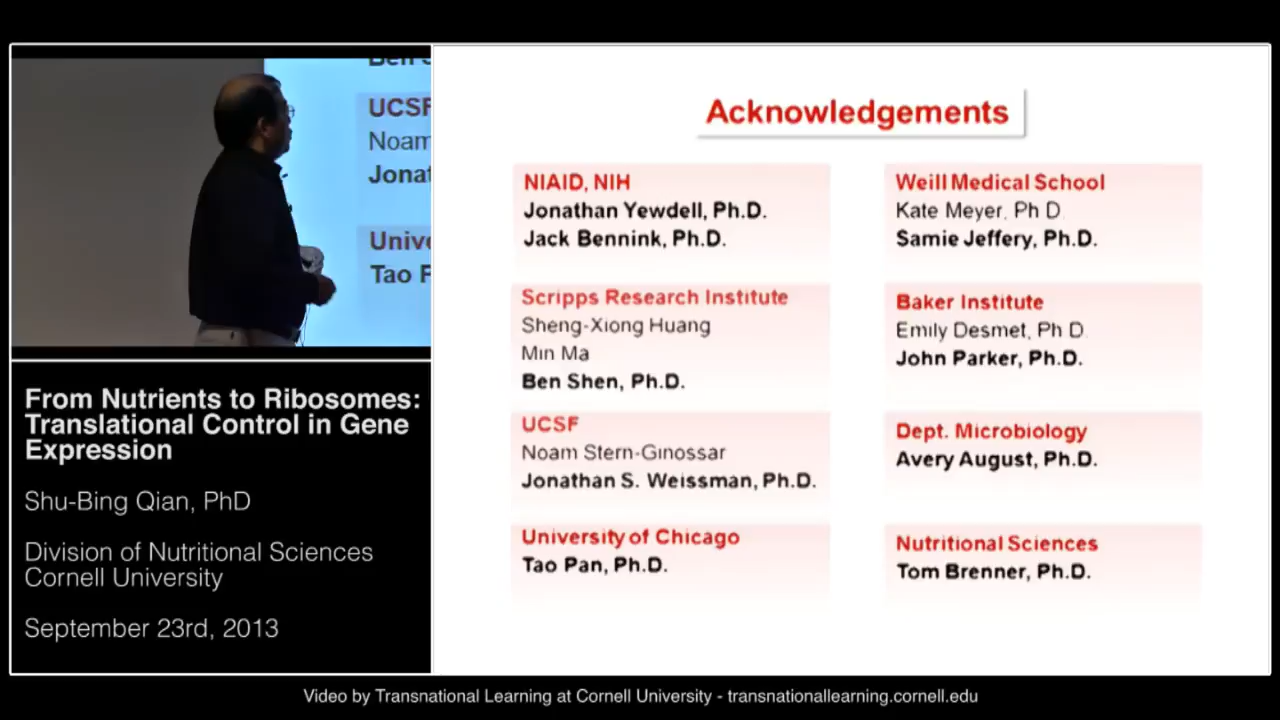 Ben
UCSF
Noam
Jonat
Unive
Tao P
From Nutrients to Ribosomes:
Translational Control in Gene
Expression
Shu-Bing Qian, PhD
Division of Nutritional Sciences
Cornell University
September 23rd, 2013
Acknowledgements
NIAID, NIH
Jonathan Yewdell, Ph.D.
Jack Bennink, Ph.D.
Scripps Research Institute
Sheng-Xiong Huang
Min Ma
Ben Shen, Ph.D.
UCSF
Noam Stern-Ginossar
Jonathan S. Weissman, Ph.D.
University of Chicago
Tao Pan, Ph.D.
Weill Medical School
Kate Meyer, Ph D.
Samie Jeffery, Ph.D.
Baker Institute
Emily Desmet, Ph D.
John Parker, Ph.D.
Dept. Microbiology
Avery August, Ph.D.
Nutritional Sciences
Tom Brenner, Ph.D.
Video by Transnational Learning at Cornell University - transnationallearning.cornell.edu